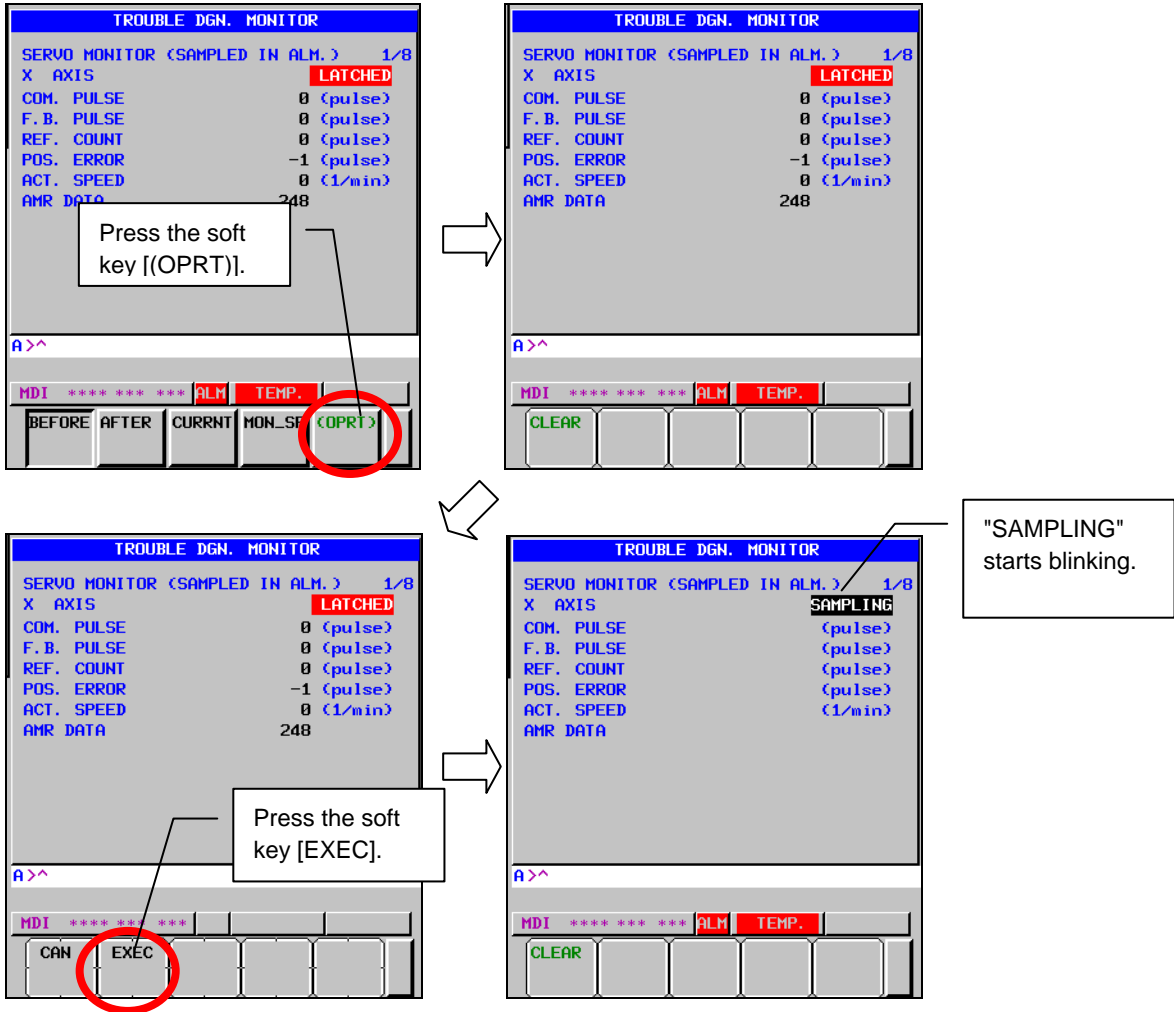 TROUBLE DGN. MONITOR
SERVO MONITOR (SAMPLED IN ALM.) 1/8
X AXIS LATCHED
COM. PULSE 0 (pulse)
F.B. PULSE 0 (pulse)
REF. COUNT 0 (pulse)
POS. ERROR -1 (pulse)
ACT. SPEED 0 (1/min)
AMR DATA 248
Press the soft
key [(OPRT)].
A>^
MDI **** *** *** ALM TEMP.
BEFORE AFTER CURRNT (OPRT)
TROUBLE DGN. MONITOR
SERVO MONITOR (SAMPLED IN ALM.) 1/8
X AXIS LATCHED
COM. PULSE 0 (pulse)
F.B. PULSE 0 (pulse)
REF. COUNT 0 (pulse)
POS. ERROR -1 (pulse)
ACT. SPEED 0 (1/min)
AMR DATA 248
A>^
MDI **** *** *** ALM TEMP.
CLEAR
TROUBLE DGN. MONITOR
SERVO MONITOR (SAMPLED IN ALM.) 1/8
X AXIS LATCHED
COM. PULSE 0 (pulse)
F.B. PULSE 0 (pulse)
REF. COUNT 0 (pulse)
POS. ERROR -1 (pulse)
ACT. SPEED 0 (1/min)
AMR DATA 248
Press the soft
key [EXEC].
A>^
MDI **** *** ***
CAN EXEC
TROUBLE DGN. MONITOR
SERVO MONITOR (SAMPLED IN ALM.) 1/8
X AXIS SAMPLING
COM. PULSE (pulse)
F.B. PULSE (pulse)
REF. COUNT (pulse)
POS. ERROR (pulse)
ACT. SPEED (1/min)
AMR DATA
A>^
MDI **** *** *** ALM TEMP.
CLEAR
"SAMPLING"
starts blinking.